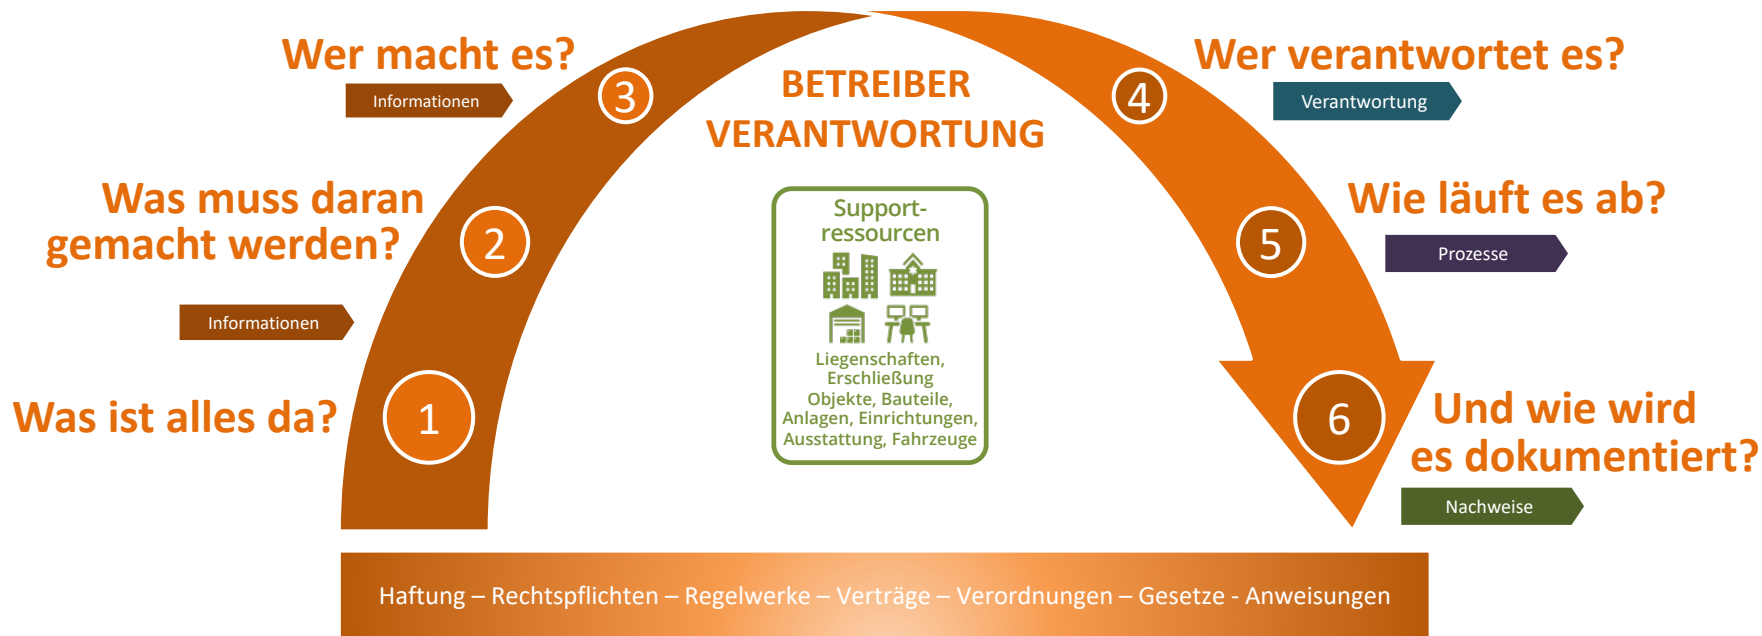 Was ist alles da?
1
Informationen
Was muss daran
gemacht werden?
2
Informationen
Wer macht es?
3
BETREIBER
VERANTWORTUNG
Support-
ressourcen
Liegenschaften,
Erschließung
Objekte, Bauteile,
Anlagen, Einrichtungen,
Ausstattung, Fahrzeuge
4
Wer verantwortet es?
Verantwortung
5
Wie läuft es ab?
Prozesse
6
Und wie wird
es dokumentiert?
Nachweise
Haftung – Rechtspflichten – Regelwerke – Verträge – Verordnungen – Gesetze - Anweisungen